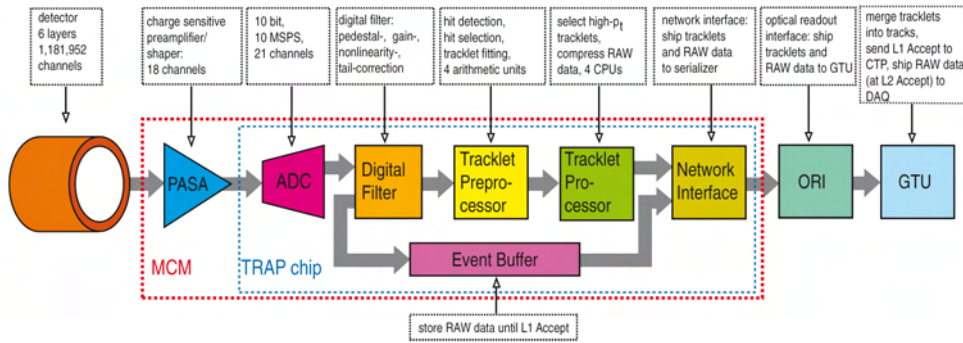 detector
6 layers
1,181,952
channels
charge sensitive
preamplifier/
shaper:
18 channels
10 bit,
10 MSPS,
21 channels
digital filter:
pedestal-, gain-,
nonlinearity-,
tail-correction
hit detection,
hit selection,
tracklet fitting,
4 arithmetic units
select high-pt
tracklets,
compress RAW
data, 4 CPUs
network interface:
ship tracklets
and RAW data
to serializer
optical readout
interface: ship
tracklets and
RAW data to GTU
merge tracklets
into tracks,
send L1 Accept to
CTP, ship RAW data
(at L2 Accept) to
DAQ
PASA
ADC
Digital
Filter
Tracklet
Prepro-
cessor
Tracklet
Pro-
cessor
Network
Interface
ORI
GTU
MCM
TRAP chip
Event Buffer
store RAW data until L1 Accept